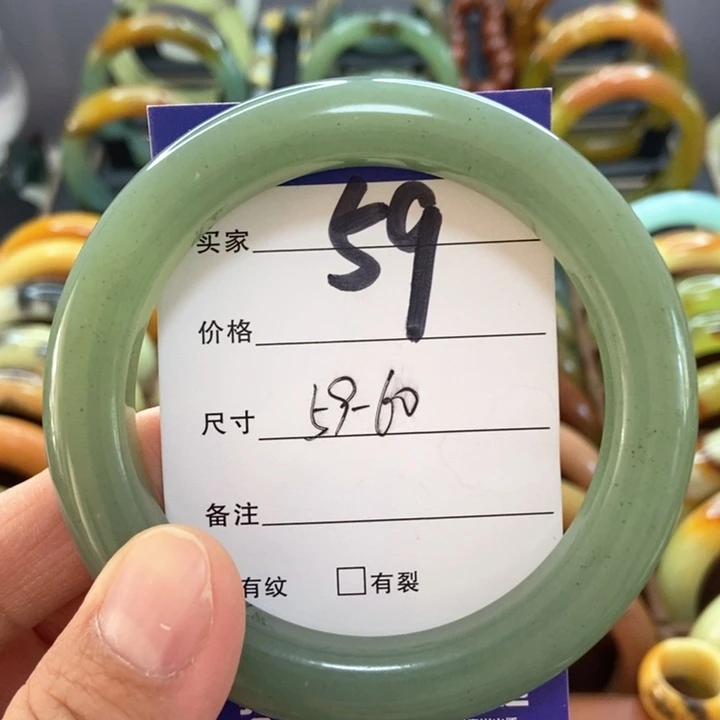 59
买家
价格
尺寸 59-60
备注
有纹 有裂